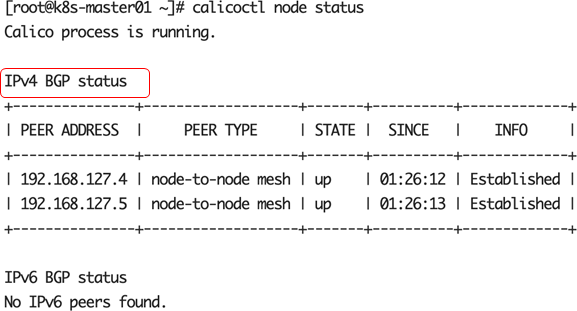 [root@k8s-master01 ~]# calicoctl node status
Calico process is running.
IPv4 BGP status
+---------------+-------------------+-------+----------+-------------+
| PEER ADDRESS  |     PEER TYPE     | STATE |  SINCE   |    INFO     |
+---------------+-------------------+-------+----------+-------------+
| 192.168.127.4 | node-to-node mesh | up    | 01:26:12 | Established |
| 192.168.127.5 | node-to-node mesh | up    | 01:26:13 | Established |
+---------------+-------------------+-------+----------+-------------+
IPv6 BGP status
No IPv6 peers found.